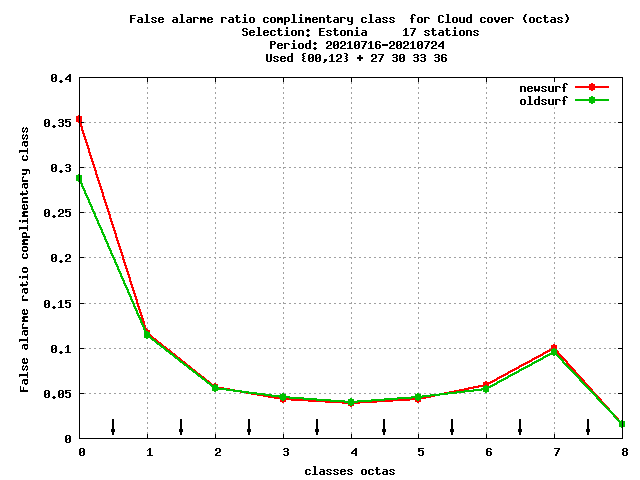 False alarme ratio complimentary class  for Cloud cover (octas)
Selection: Estonia     17 stations
Period: 20210716-20210724
Used {00,12} + 27 30 33 36
newsurf
oldsurf
False alarme ratio complimentary class
0.4
0.35
0.3
0.25
0.2
0.15
0.1
0.05
0
0 1 2 3 4 5 6 7 8
classes octas